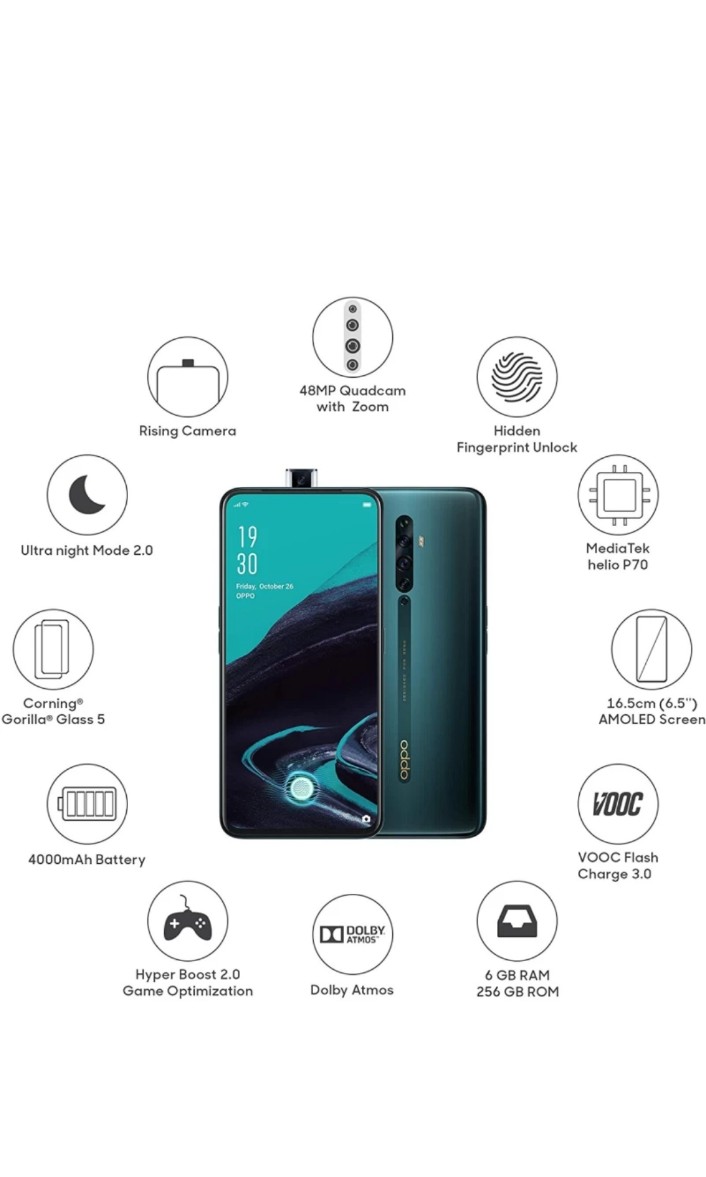 48MP Quadcam
with Zoom
Rising Camera
Hidden
Fingerprint Unlock
Ultra night Mode 2.0
MediaTek
helio P70
19
30
Friday, October 26
OPPO
Corning®
Gorilla® Glass 5
16.5cm (6.5")
AMOLED Screen
oppo
VOOC
4000mAh Battery
VOOC Flash
Charge 3.0
DOLBY
ATMOS™
Hyper Boost 2.0
Game Optimization
Dolby Atmos
6 GB RAM
256 GB ROM